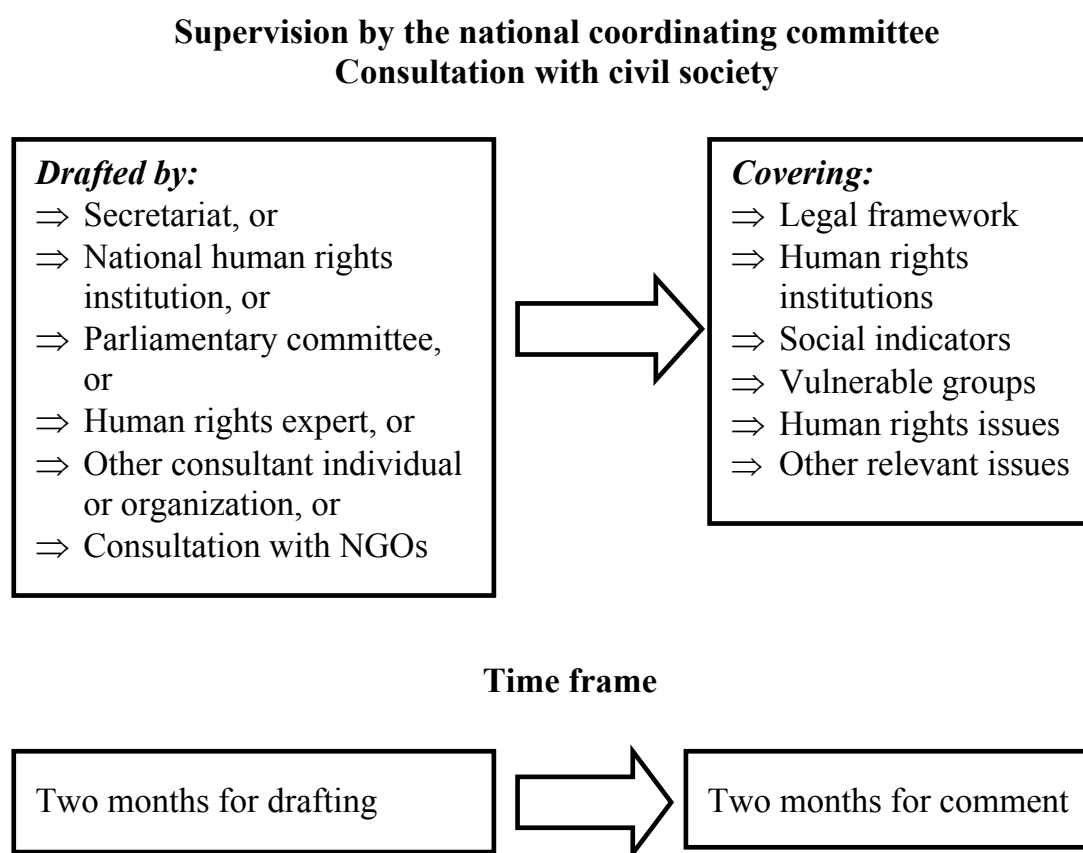 Supervision by the national coordinating committee
Consultation with civil society
Drafted by:
⇒ Secretariat, or
⇒ National human rights
institution, or
⇒ Parliamentary committee,
or
⇒ Human rights expert, or
⇒ Other consultant individual
or organization, or
⇒ Consultation with NGOs
Covering:
⇒ Legal framework
⇒ Human rights
institutions
⇒ Social indicators
⇒ Vulnerable groups
⇒ Human rights issues
⇒ Other relevant issues
Time frame
Two months for drafting
Two months for comment